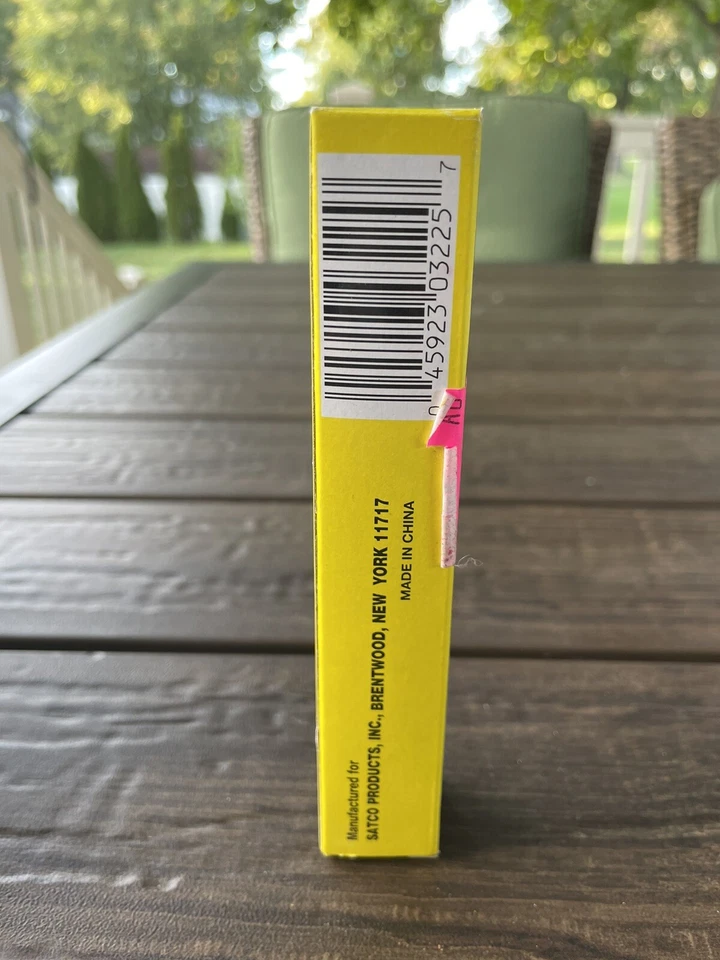 0 45923 03225 7
Manufactured for
SATCO PRODUCTS, INC., BRENTWOOD, NEW YORK 11717
MADE IN CHINA